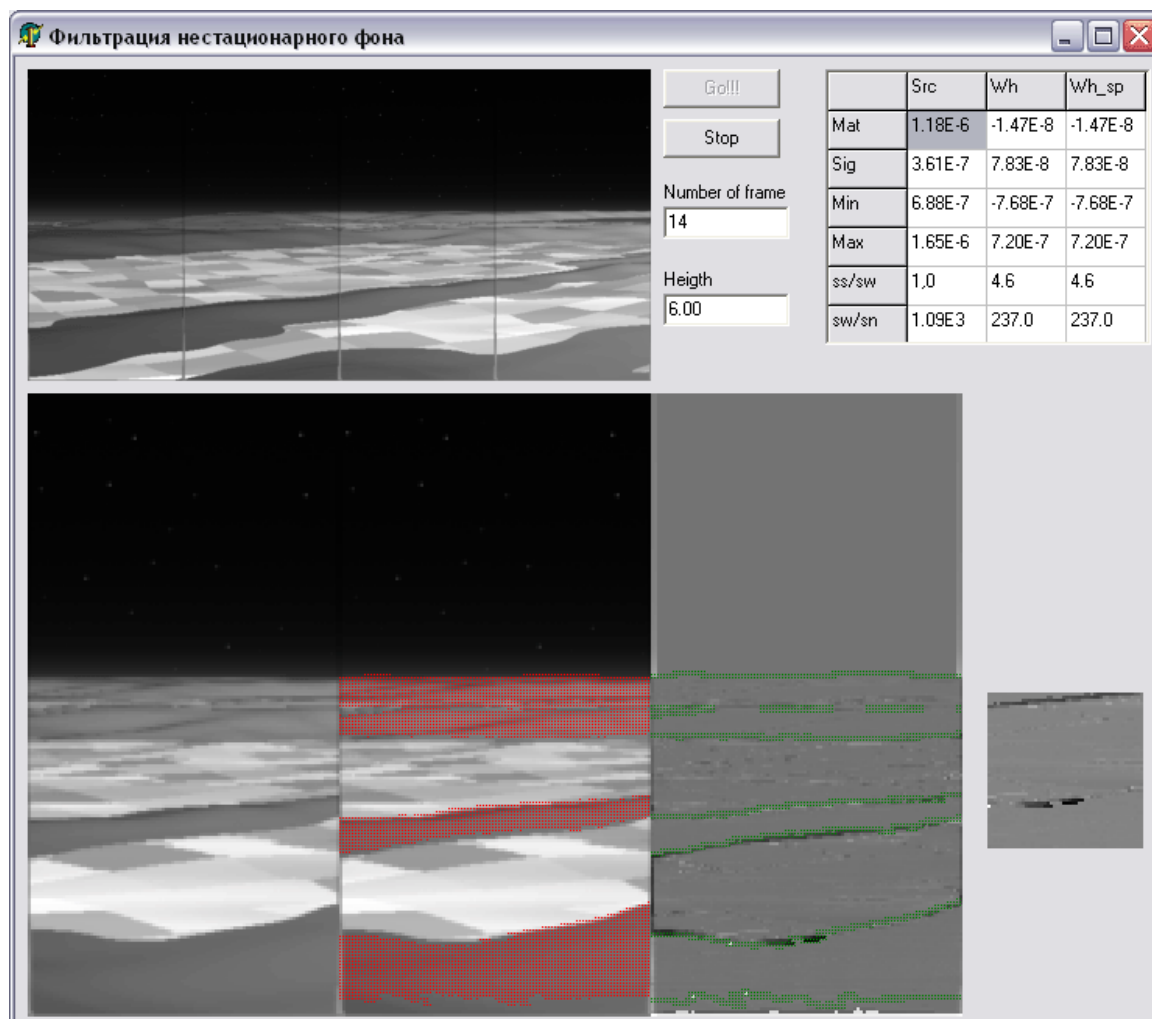 Фильтрация нестационарного фона
Go!!!
Stop
Number of frame
14
Heigth
6.00
Src Wh Wh_sp
Mat 1.18E-6 -1.47E-8 -1.47E-8
Sig 3.61E-7 7.83E-8 7.83E-8
Min 6.88E-7 -7.68E-7 -7.68E-7
Max 1.65E-6 7.20E-7 7.20E-7
ss/sw 1,0 4.6 4.6
sw/sn 1.09E3 237.0 237.0